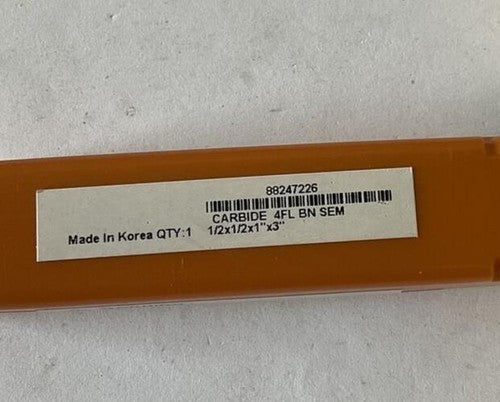 88247226
CARBIDE 4FL BN SEM
Made In Korea QTY:1 1/2x1/2x1"x3"